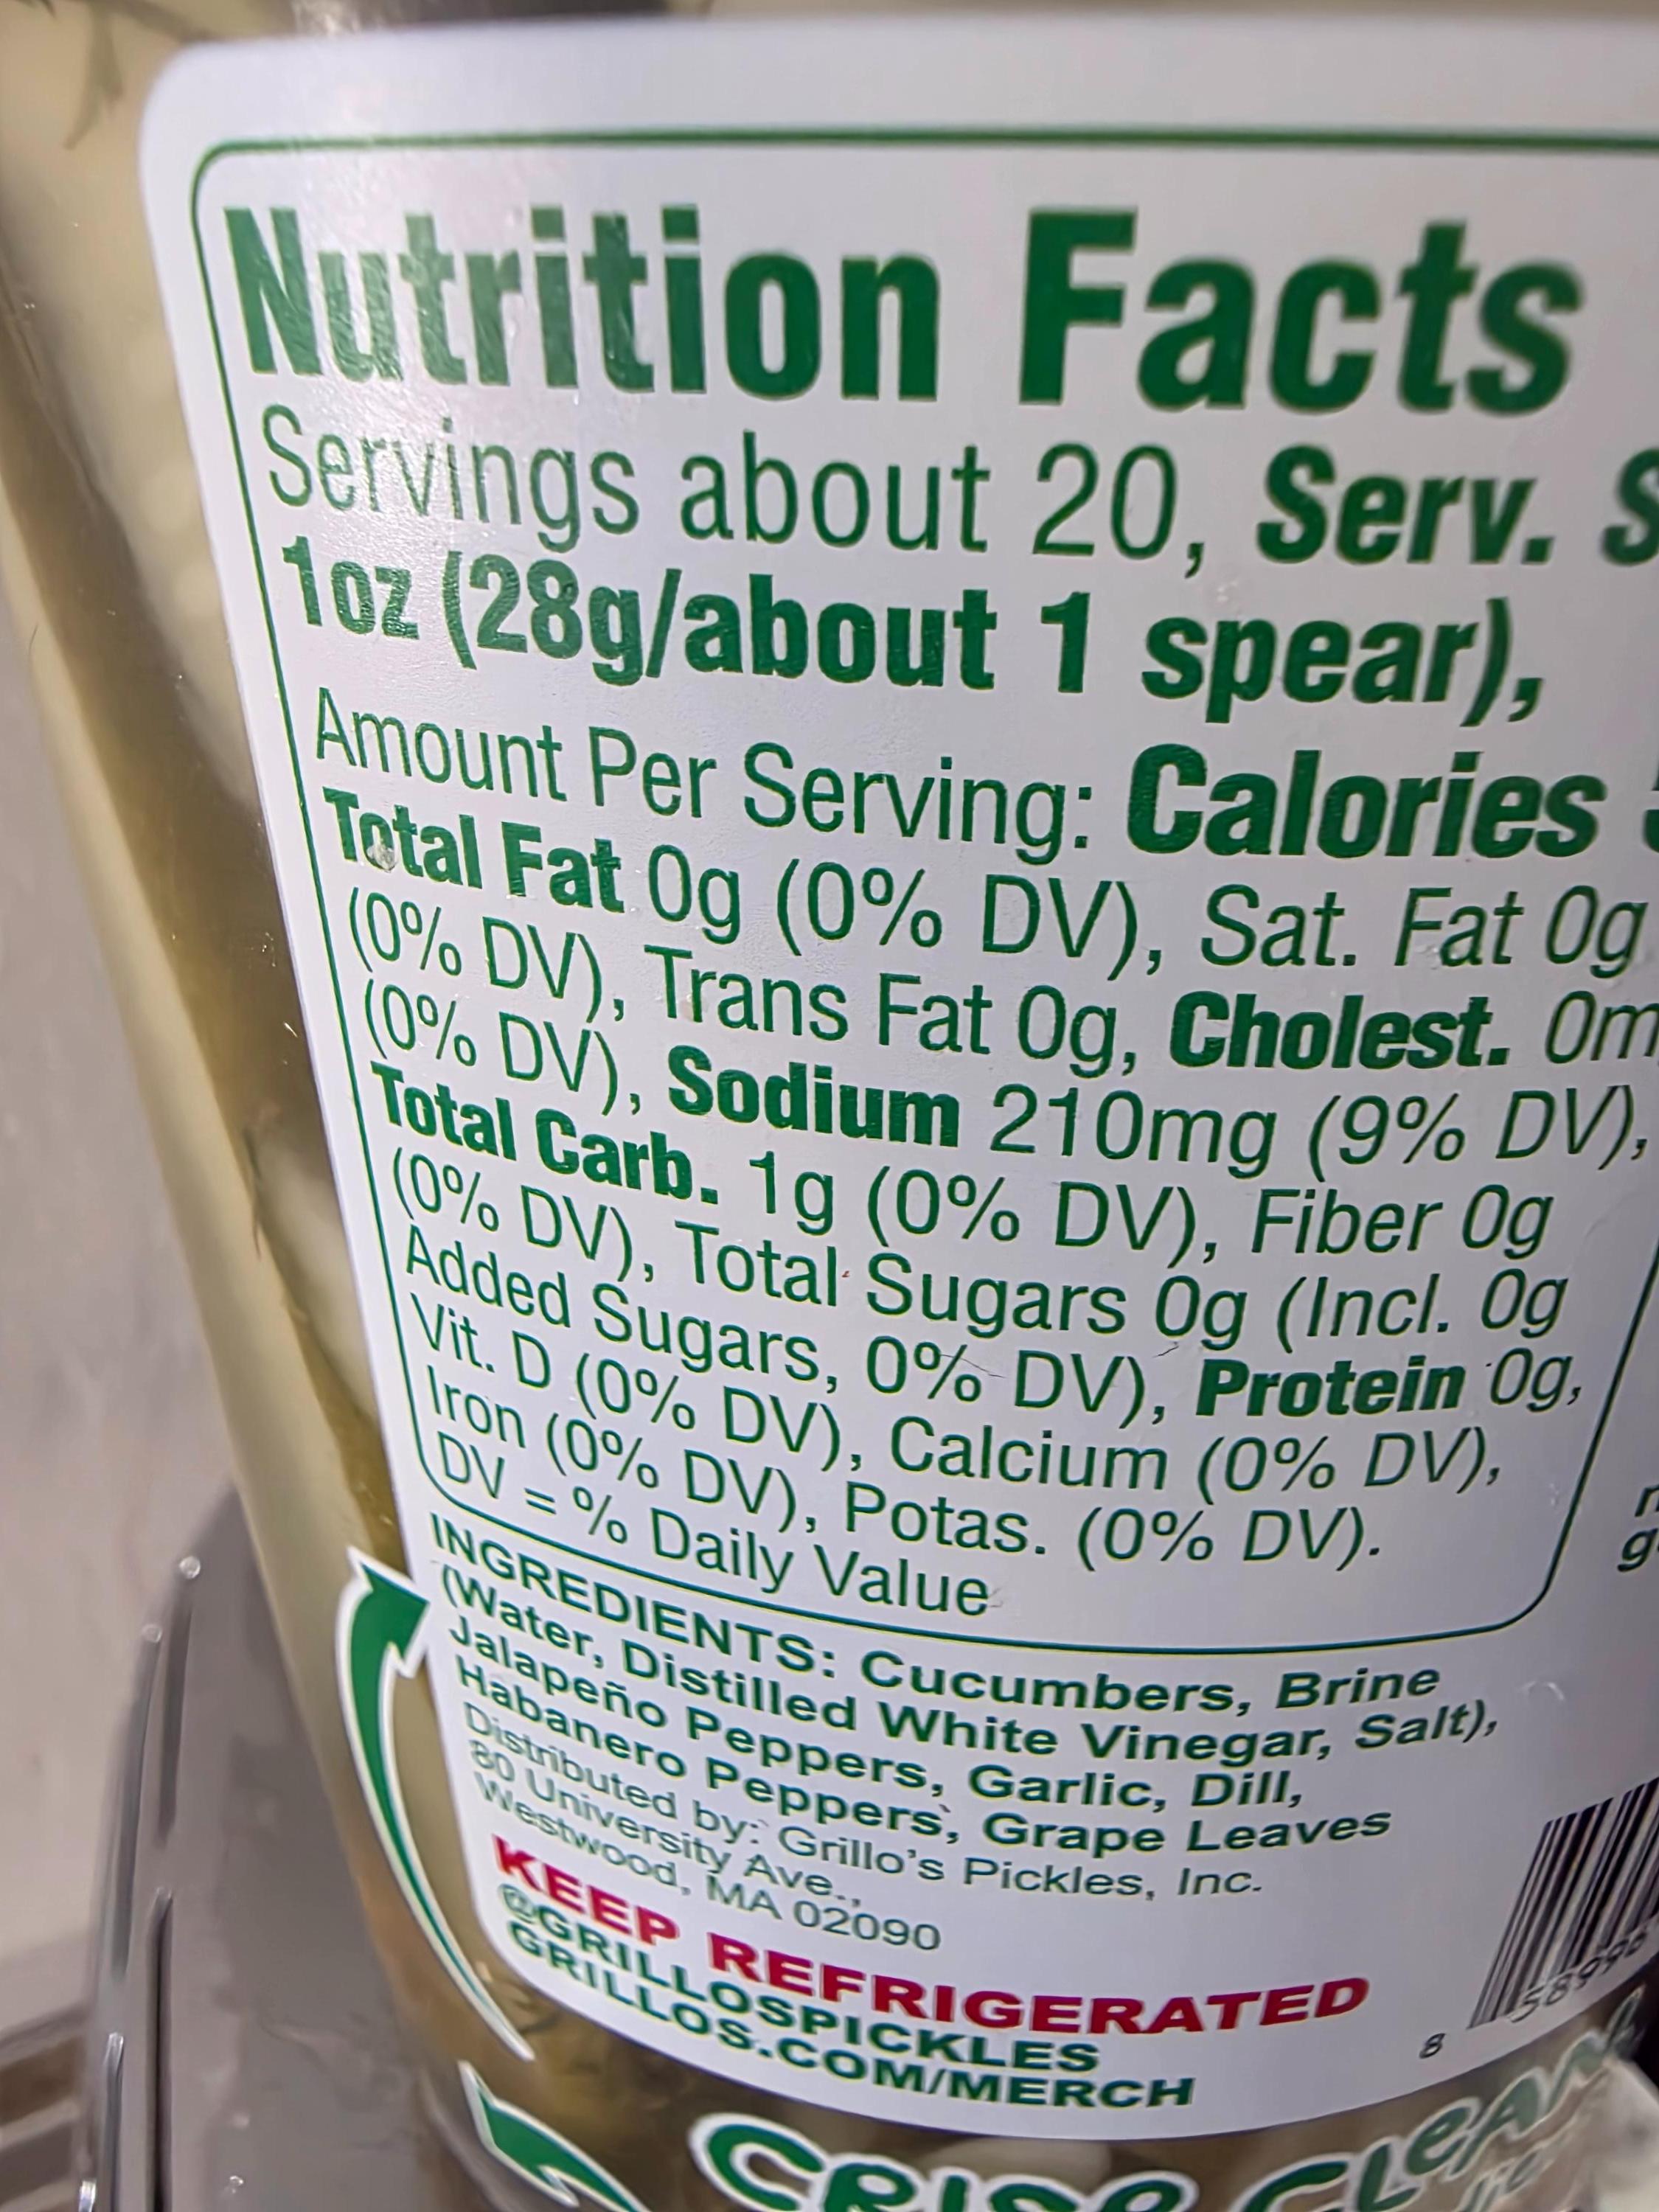 Nutrition Facts
Servings about 20, Serv.
1oz (28g/about 1 spear),
Amount Per Serving: Calories
Total Fat 0g (0% DV), Sat. Fat 0g
(0% DV), Trans Fat 0g, Cholest.
(0% DV), Sodium 210mg (9% DV),
Total Carb. 1g (0% DV), Fiber 0g
(0% DV), Total Sugars 0g (Incl. 0g
Added Sugars, 0% DV), Protein 0g,
Vit. D (0% DV), Calcium (0% DV),
Iron (0% DV), Potas. (0% DV).
DV = % Daily Value
INGREDIENTS: Cucumbers, Brine
(Water, Distilled White Vinegar, Salt),
Jalapeño Peppers, Garlic, Dill,
Habanero Peppers, Grape Leaves
Distributed by: Grillo's Pickles, Inc.
80 University Ave.,
Westwood, MA 02090
KEEP REFRIGERATED
@GRILLOSPICKLES
GRILLOS.COM/MERCH
8
CRISP CLEAN